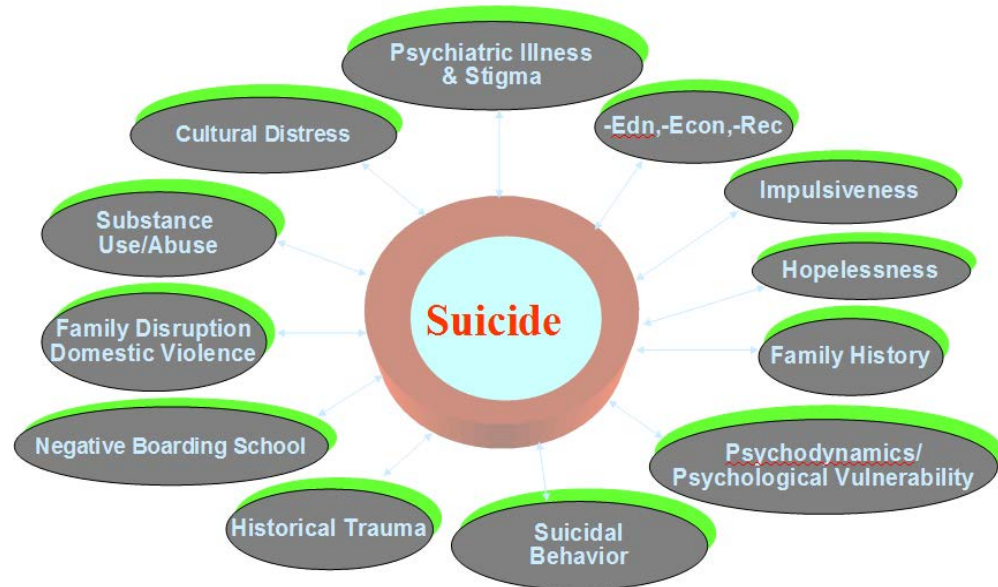 Psychiatric Illness
& Stigma
-Edn,-Econ,-Rec
Cultural Distress
Impulsiveness
Substance
Use/Abuse
Hopelessness
Suicide
Family Disruption
Domestic Violence
Family History
Negative Boarding School
Psychodynamics/
Psychological Vulnerability
Historical Trauma
Suicidal
Behavior